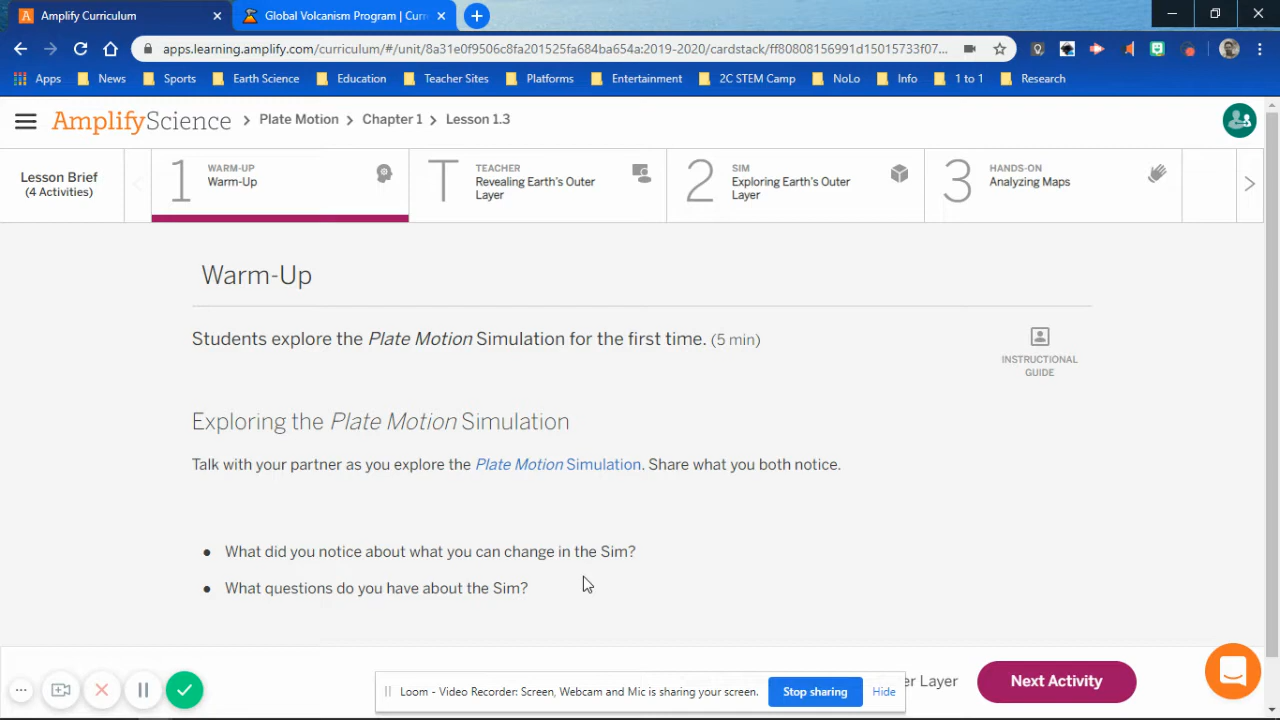 Amplify Curriculum
Global Volcanism Program | Curr
apps.learning.amplify.com/curriculum/#/unit/8a31e0f9506c8fa201525fa684ba654a:2019-2020/cardstack/ff80808156991d15015733f07...
Apps News Sports Earth Science Education Teacher Sites Platforms Entertainment 2C STEM Camp NoLo Info 1 to 1 Research
AmplifyScience > Plate Motion > Chapter 1 > Lesson 1.3
Lesson Brief
(4 Activities)
1
WARM-UP
Warm-Up
T
TEACHER
Revealing Earth's Outer
Layer
2
SIM
Exploring Earth's Outer
Layer
3
HANDS-ON
Analyzing Maps
Warm-Up
Students explore the Plate Motion Simulation for the first time. (5 min)
INSTRUCTIONAL
GUIDE
Exploring the Plate Motion Simulation
Talk with your partner as you explore the Plate Motion Simulation. Share what you both notice.
• What did you notice about what you can change in the Sim?
• What questions do you have about the Sim?
er Layer
Next Activity
Loom - Video Recorder: Screen, Webcam and Mic is sharing your screen.
Stop sharing
Hide